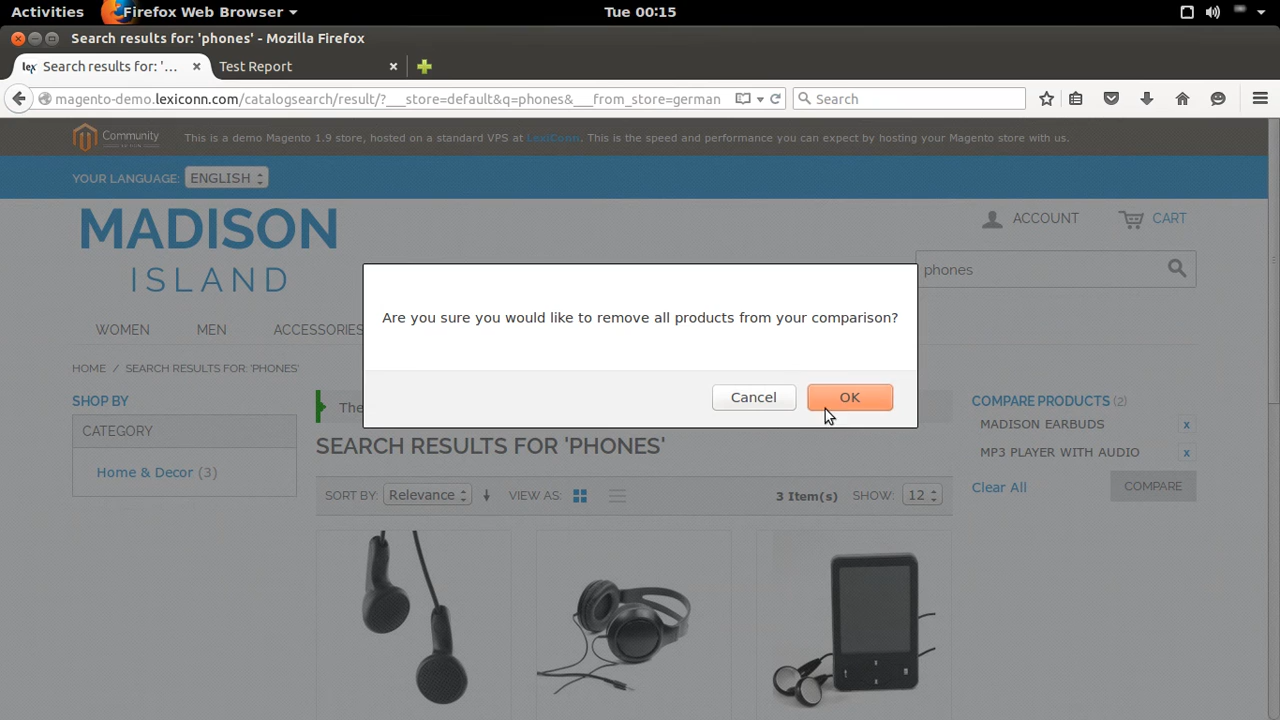 Activities
Firefox Web Browser
Tue 00:15
Search results for: 'phones' - Mozilla Firefox
lex
Search results for: '...
Test Report
magento-demo.lexiconn.com/catalogsearch/result/?___store=default&q=phones&___from_store=german
Search
Community
This is a demo Magento 1.9 store, hosted on a standard VPS at LexiConn. This is the speed and performance you can expect by hosting your Magento store with us.
YOUR LANGUAGE: ENGLISH
MADISON
ISLAND
ACCOUNT
CART
phones
WOMEN
MEN
ACCESSORIES
Are you sure you would like to remove all products from your comparison?
Cancel
OK
HOME / SEARCH RESULTS FOR: 'PHONES'
SHOP BY
CATEGORY
Home & Decor (3)
The
SEARCH RESULTS FOR 'PHONES'
SORT BY: Relevance
VIEW AS:
3 Item(s)
SHOW: 12
COMPARE PRODUCTS (2)
MADISON EARBUDS x
MP3 PLAYER WITH AUDIO x
Clear All
COMPARE